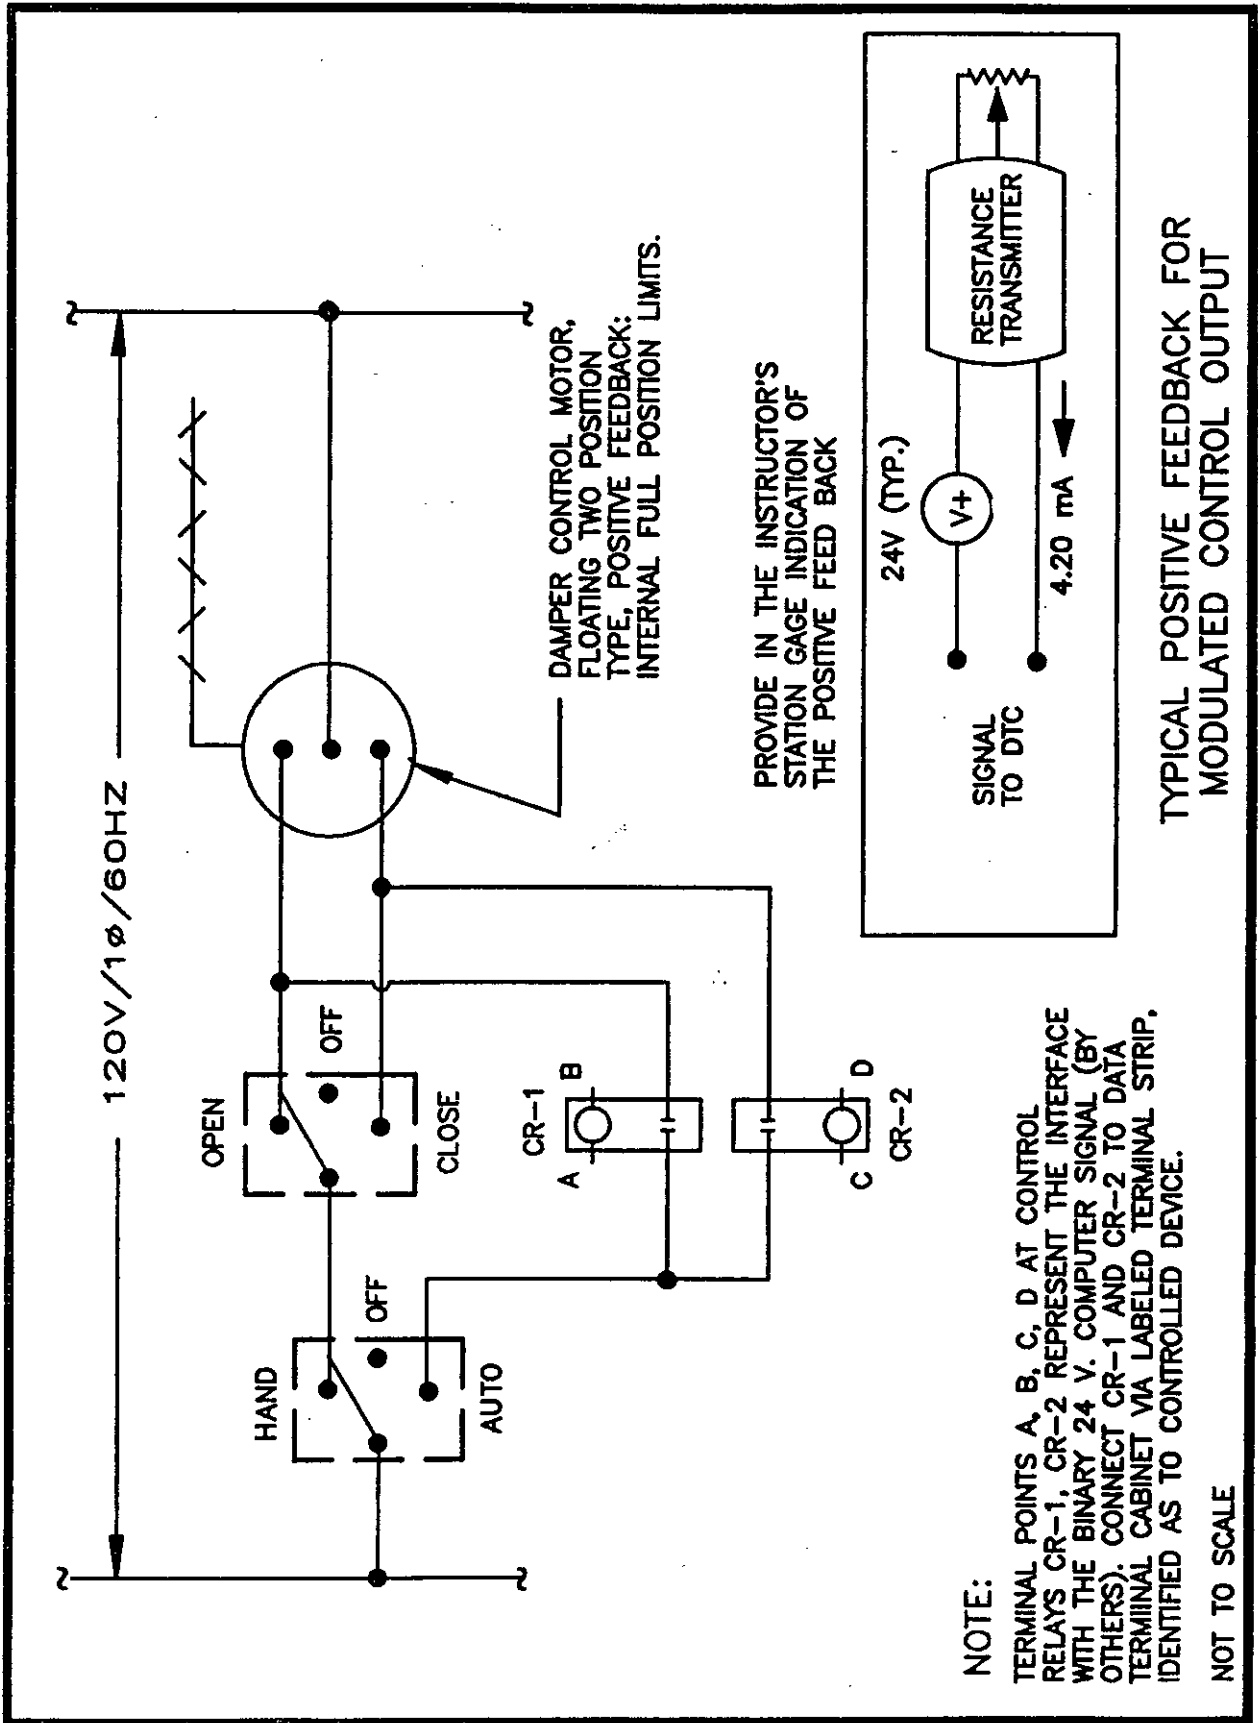 120V/1ø/60HZ
HAND
OFF
AUTO
OPEN
OFF
CLOSE
CR-1
A
B
C
D
CR-2
DAMPER CONTROL MOTOR,
FLOATING TWO POSITION
TYPE, POSITIVE FEEDBACK:
INTERNAL FULL POSITION LIMITS.
PROVIDE IN THE INSTRUCTOR'S
STATION GAGE INDICATION OF
THE POSITIVE FEED BACK
24V (TYP.)
V+
SIGNAL
TO DTC
4.20 mA
RESISTANCE
TRANSMITTER
TYPICAL POSITIVE FEEDBACK FOR
MODULATED CONTROL OUTPUT
NOTE:
TERMINAL POINTS A, B, C, D AT CONTROL
RELAYS CR-1, CR-2 REPRESENT THE INTERFACE
WITH THE BINARY 24 V. COMPUTER SIGNAL (BY
OTHERS). CONNECT CR-1 AND CR-2 TO DATA
TERMIINAL CABINET VIA LABELED TERMINAL STRIP,
IDENTIFIED AS TO CONTROLLED DEVICE.
NOT TO SCALE